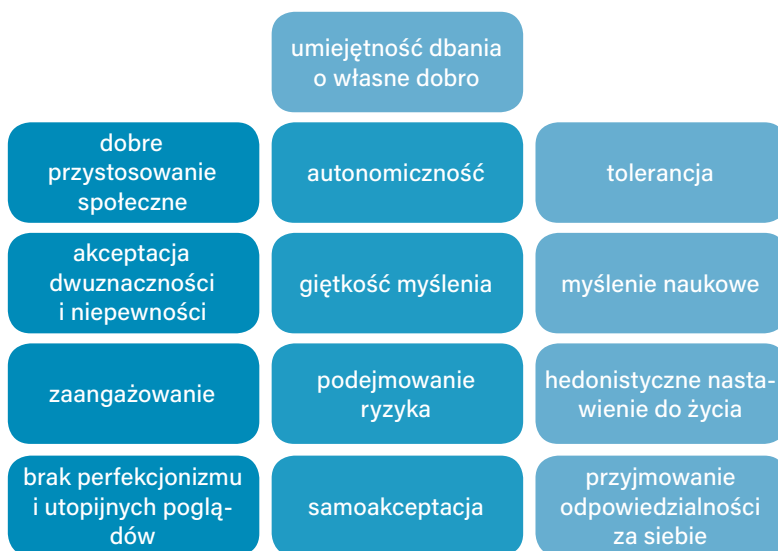 umiejętność dbania
o własne dobro
dobre
przystosowanie
społeczne
autonomiczność
tolerancja
akceptacja
dwuznaczności
i niepewności
giętkość myślenia
myślenie naukowe
zaangażowanie
podejmowanie
ryzyka
hedonistyczne nasta-
wienie do życia
brak perfekcjonizmu
i utopijnych poglą-
dów
samoakceptacja
przyjmowanie
odpowiedzialności
za siebie